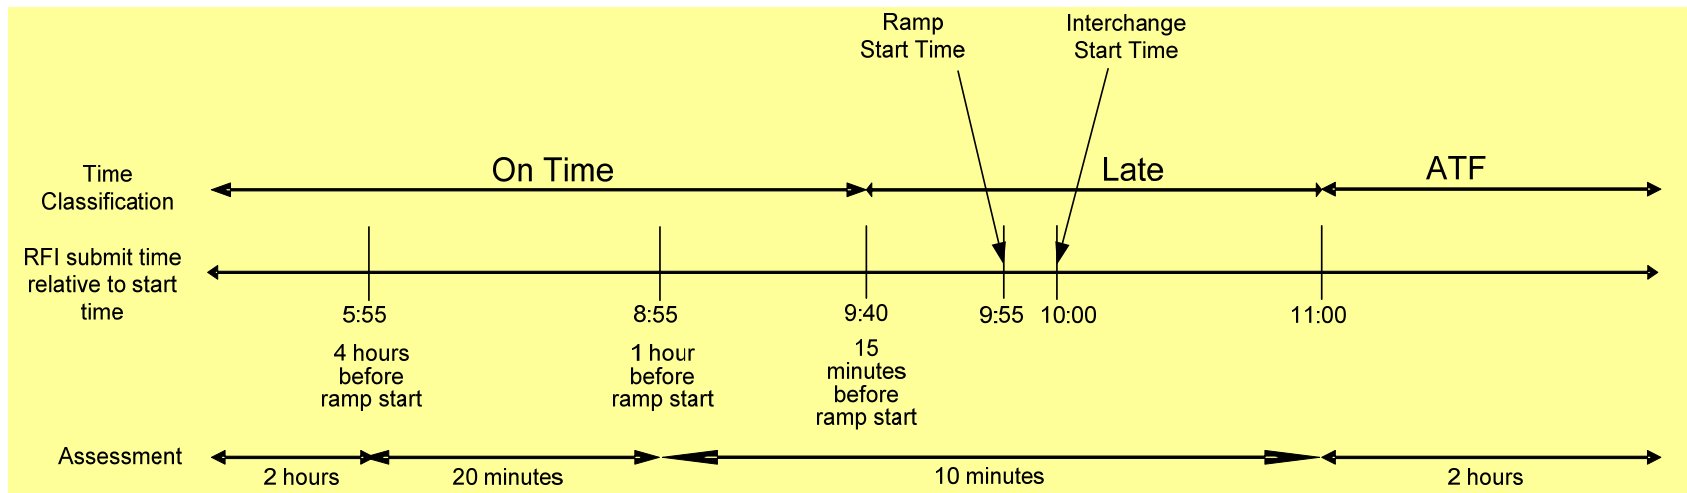 Ramp
Start Time
Interchange
Start Time
Time
Classification
On Time
Late
ATF
RFI submit time
relative to start
time
5:55
8:55
9:40
9:55
10:00
11:00
4 hours
before
ramp start
1 hour
before
ramp start
15
minutes
before
ramp start
Assessment
2 hours
20 minutes
10 minutes
2 hours